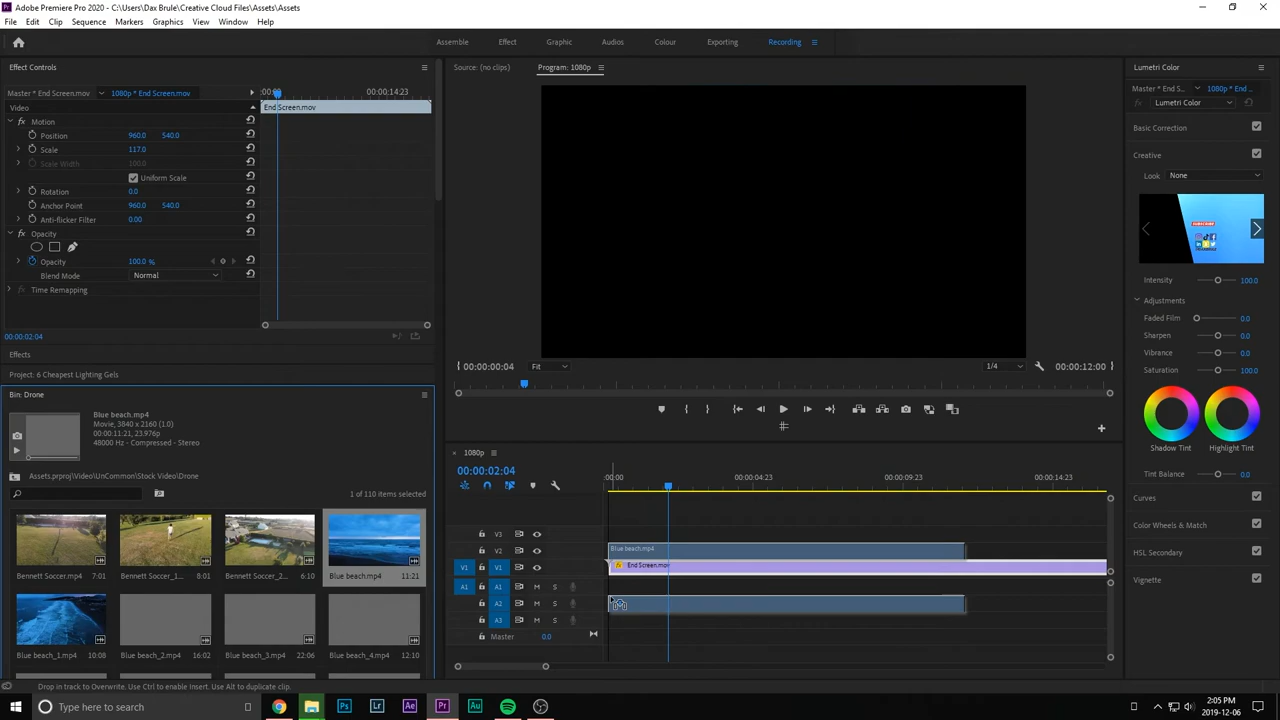 Adobe Premiere Pro 2020 - C:\Users\Dax Brule\Creative Cloud Files\Assets\Assets
File Edit Clip Sequence Markers Graphics View Window Help
Assemble Effect Graphic Audios Colour Exporting Recording
Effect Controls
Master * End Screen.mov 1080p * End Screen.mov
:00:00 00:00:14:23
Video
End Screen.mov
fx Motion
Position 960.0 540.0
Scale 117.0
Scale Width 100.0
Uniform Scale
Rotation 0.0
Anchor Point 960.0 540.0
Anti-flicker Filter 0.00
fx Opacity
Opacity 100.0 %
Blend Mode Normal
Time Remapping
00:00:02:04
Effects
Project: 6 Cheapest Lighting Gels
Bin: Drone
Blue beach.mp4
Movie, 3840 x 2160 (1.0)
00:00:11:21, 23.976p
48000 Hz - Compressed - Stereo
Assets.prproj\Video\UnCommon\Stock Video\Drone
1 of 110 items selected
Bennett Soccer.mp4 7:01
Bennett Soccer_... 8:01
Bennett Soccer_2... 6:10
Blue beach.mp4 11:21
Blue beach_1.mp4 10:08
Blue beach_2.mp4 16:02
Blue beach_3.mp4 22:06
Blue beach_4.mp4 12:10
Drop in track to Overwrite. Use Ctrl to enable Insert. Use Alt to duplicate clip.
Source: (no clips) Program: 1080p
00:00:00:04 Fit 1/4 00:00:12:00
1080p
00:00:02:04
:00:00 00:00:04:23 00:00:09:23 00:00:14:23
V3
V2 Blue beach.mp4
V1 V1 fx End Screen.mov
A1 A1 M S
A2 M S
A3 M S
Master 0.0
Lumetri Color
Master * End S... 1080p * End ...
fx Lumetri Color
Basic Correction
Creative
Look None
Intensity 100.0
Adjustments
Faded Film 0.0
Sharpen 0.0
Vibrance 0.0
Saturation 100.0
Shadow Tint Highlight Tint
Tint Balance 0.0
Curves
Color Wheels & Match
HSL Secondary
Vignette
Type here to search
Ps Lr Ae Pr Au
2:05 PM
2019-12-06